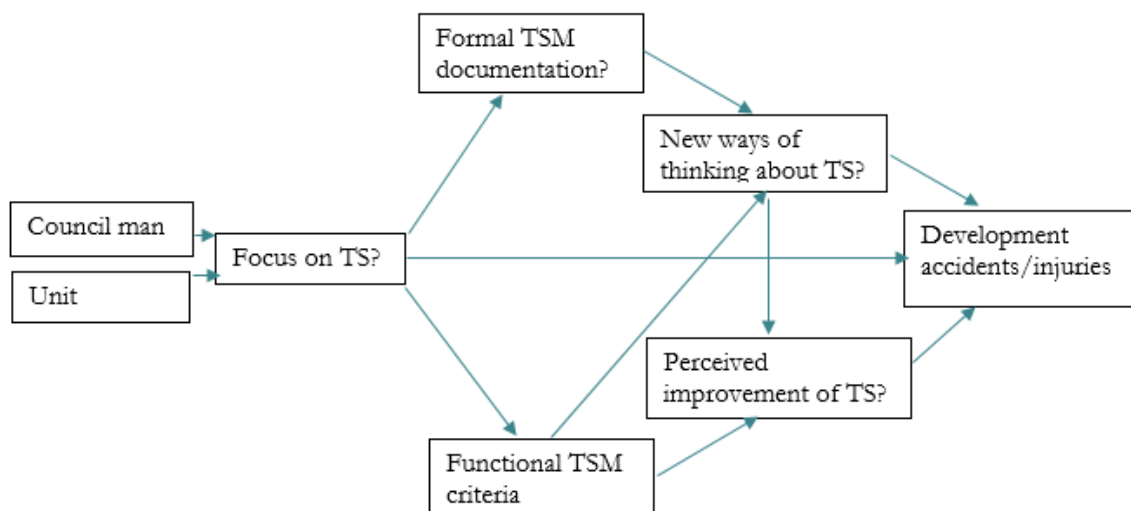 Formal TSM
documentation?
New ways of
thinking about TS?
Council man
Focus on TS?
Unit
Development
accidents/injuries
Perceived
improvement of TS?
Functional TSM
criteria